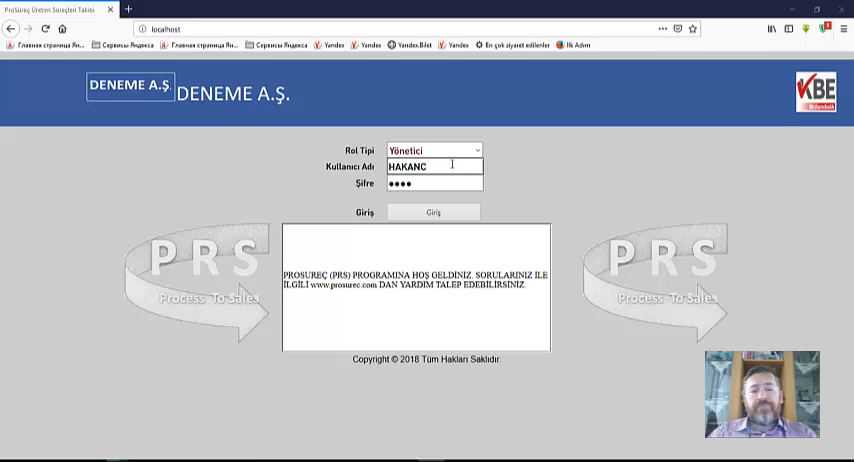 ProSüreç Üretim Süreçleri Takibi
localhost
Главная страница Ян... Сервисы Яндекса Главная страница Ян... Сервисы Яндекса Yandex Yandex Yandex.Bilet Yandex En çok ziyaret edilenler İlk Adım
DENEME A.Ş. DENEME A.Ş.
KBE
Mühendislik
Rol Tipi Yönetici
Kullanıcı Adı HAKANC
Şifre ●●●●
Giriş Giriş
PRS
Process To Sales
PROSUREÇ (PRS) PROGRAMINA HOŞ GELDİNİZ. SORULARINIZ İLE
İLGİLİ www.prosurec.com DAN YARDIM TALEP EDEBİLİRSİNİZ.
PRS
Process To Sales
Copyright © 2018 Tüm Hakları Saklıdır.